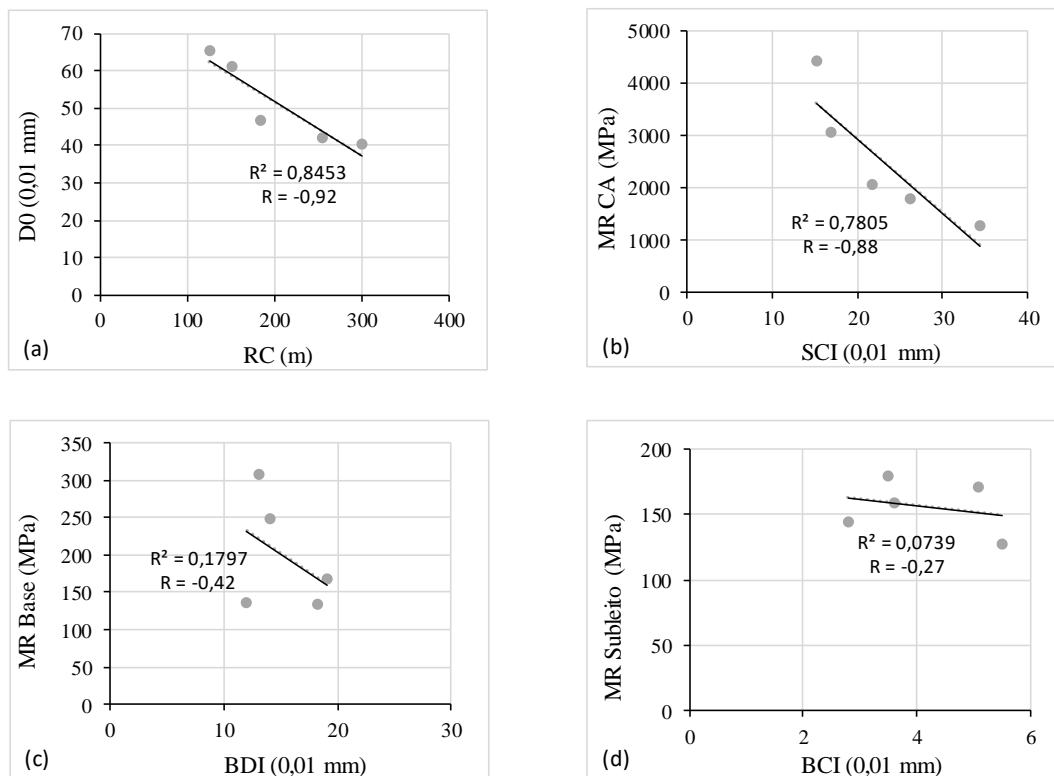 70
60
50
40
30
20
10
0
D0 (0,01 mm)
R² = 0,8453
R = -0,92
0 100 200 300 400
(a) RC (m)
5000
4000
3000
2000
1000
0
MR CA (MPa)
R² = 0,7805
R = -0,88
0 10 20 30 40
(b) SCI (0,01 mm)
350
300
250
200
150
100
50
0
MR Base (MPa)
R² = 0,1797
R = -0,42
0 10 20 30
(c) BDI (0,01 mm)
200
150
100
50
0
MR Subleito (MPa)
R² = 0,0739
R = -0,27
0 2 4 6
(d) BCI (0,01 mm)